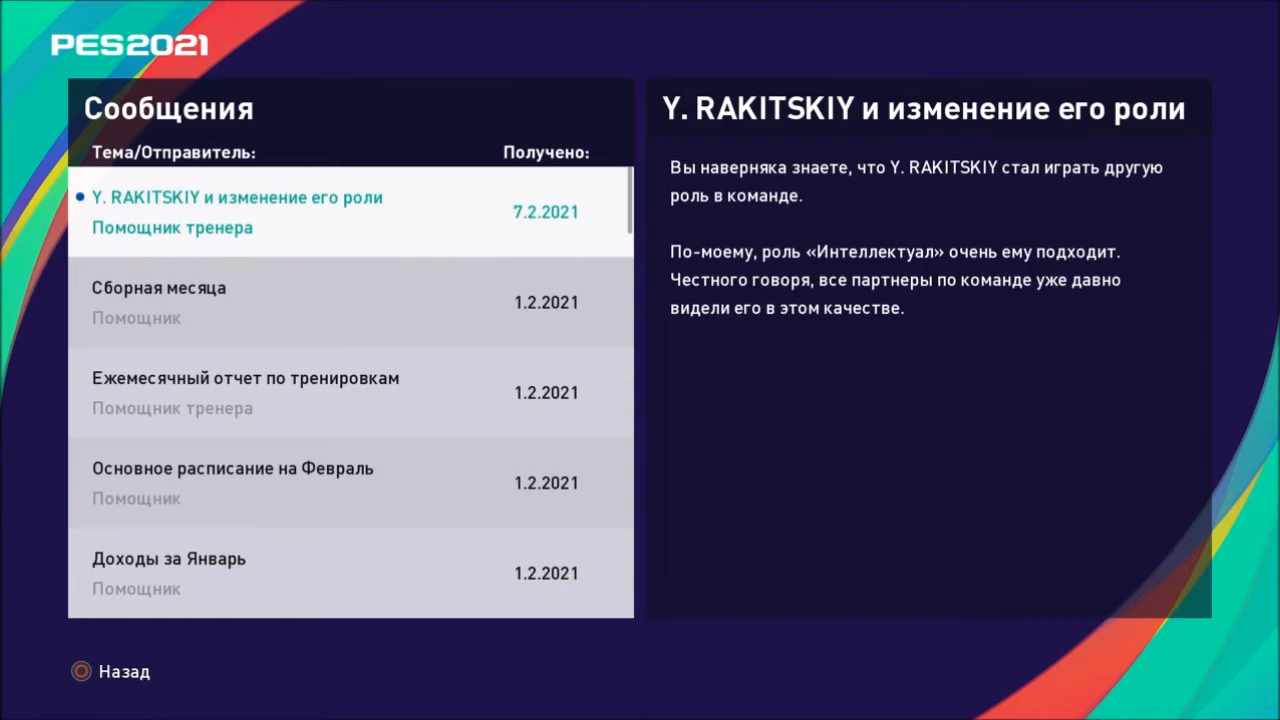 PES2021
Сообщения
Тема/Отправитель: Получено:
Y. RAKITSKIY и изменение его роли
Помощник тренера
7.2.2021
Сборная месяца
Помощник
1.2.2021
Ежемесячный отчет по тренировкам
Помощник тренера
1.2.2021
Основное расписание на Февраль
Помощник
1.2.2021
Доходы за Январь
Помощник
1.2.2021
Y. RAKITSKIY и изменение его роли
Вы наверняка знаете, что Y. RAKITSKIY стал играть другую
роль в команде.
По-моему, роль «Интеллектуал» очень ему подходит.
Честного говоря, все партнеры по команде уже давно
видели его в этом качестве.
Назад